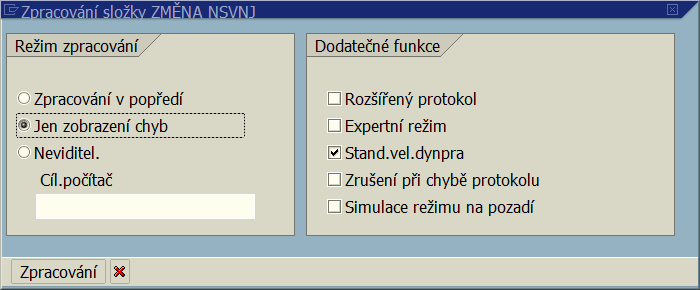 Zpracování složky ZMĚNA NSVNJ
Režim zpracování
Zpracování v popředí
Jen zobrazení chyb
Neviditel.
Cíl.počítač
Dodatečné funkce
Rozšířený protokol
Expertní režim
Stand.vel.dynpra
Zrušení při chybě protokolu
Simulace režimu na pozadí
Zpracování